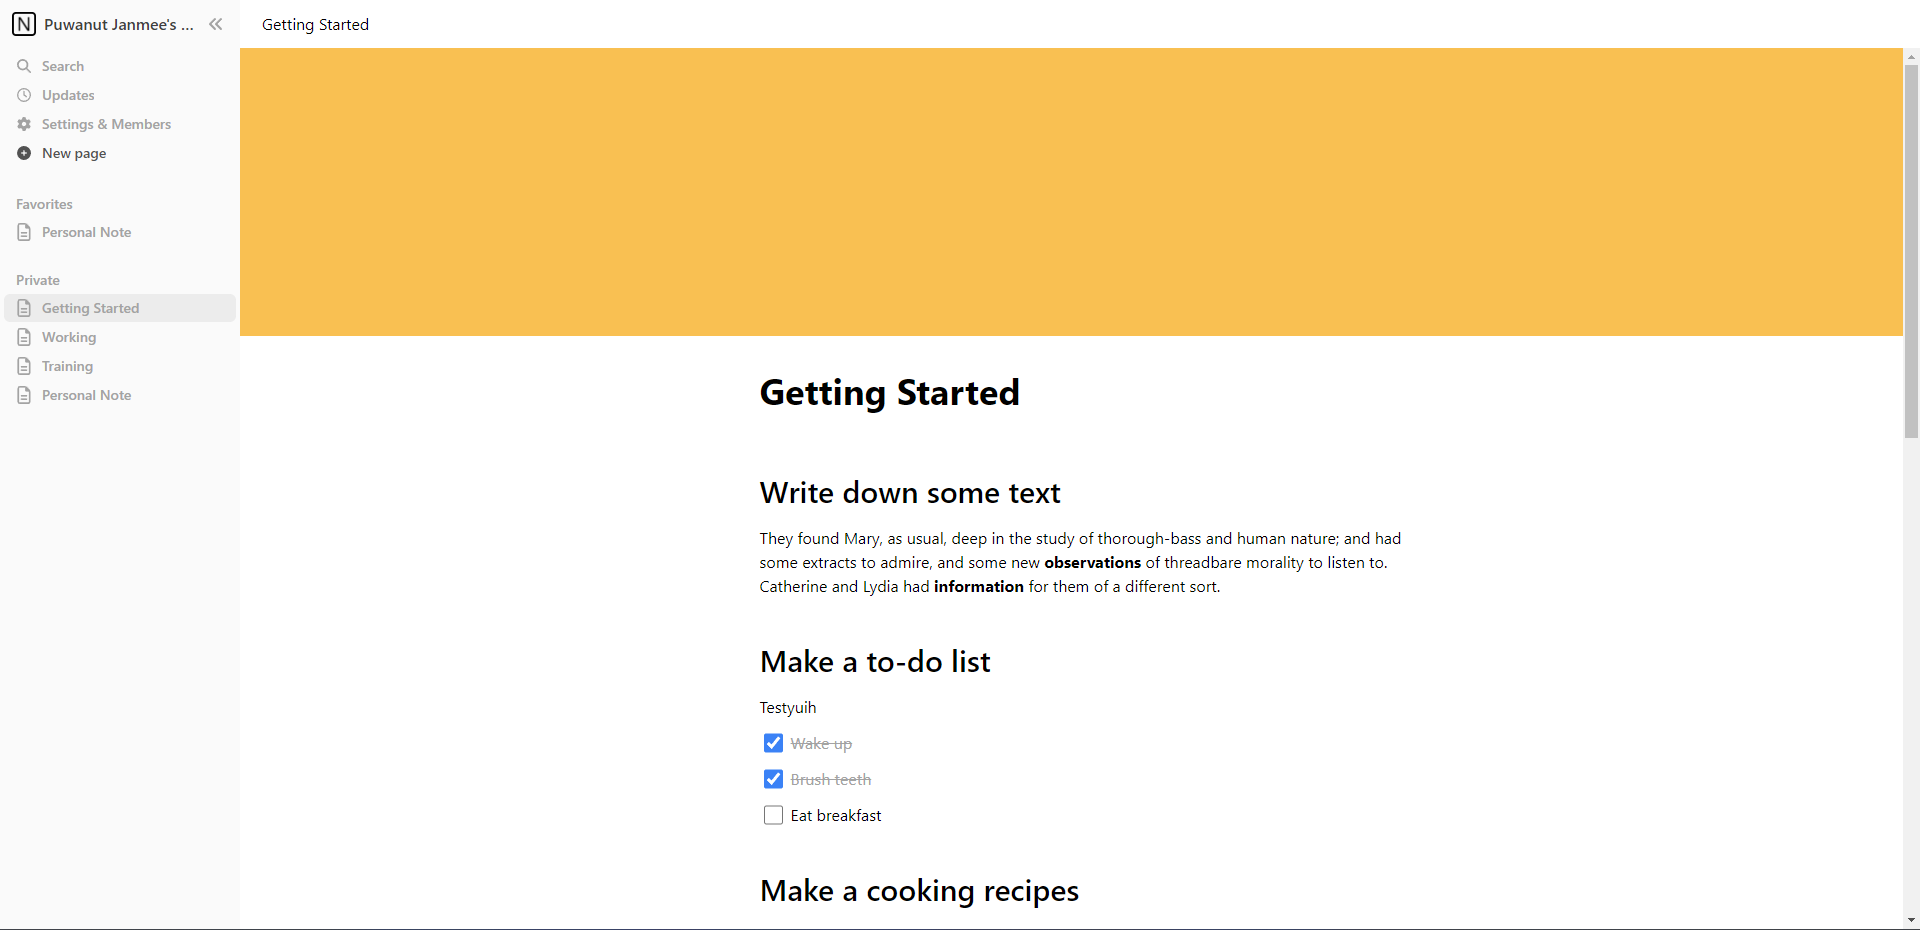 N Puwanut Janmee's ...
Search
Updates
Settings & Members
New page
Favorites
Personal Note
Private
Getting Started
Working
Training
Personal Note
Getting Started
Getting Started
Write down some text
They found Mary, as usual, deep in the study of thorough-bass and human nature; and had
some extracts to admire, and some new observations of threadbare morality to listen to.
Catherine and Lydia had information for them of a different sort.
Make a to-do list
Testyuih
Wake up
Brush teeth
Eat breakfast
Make a cooking recipes